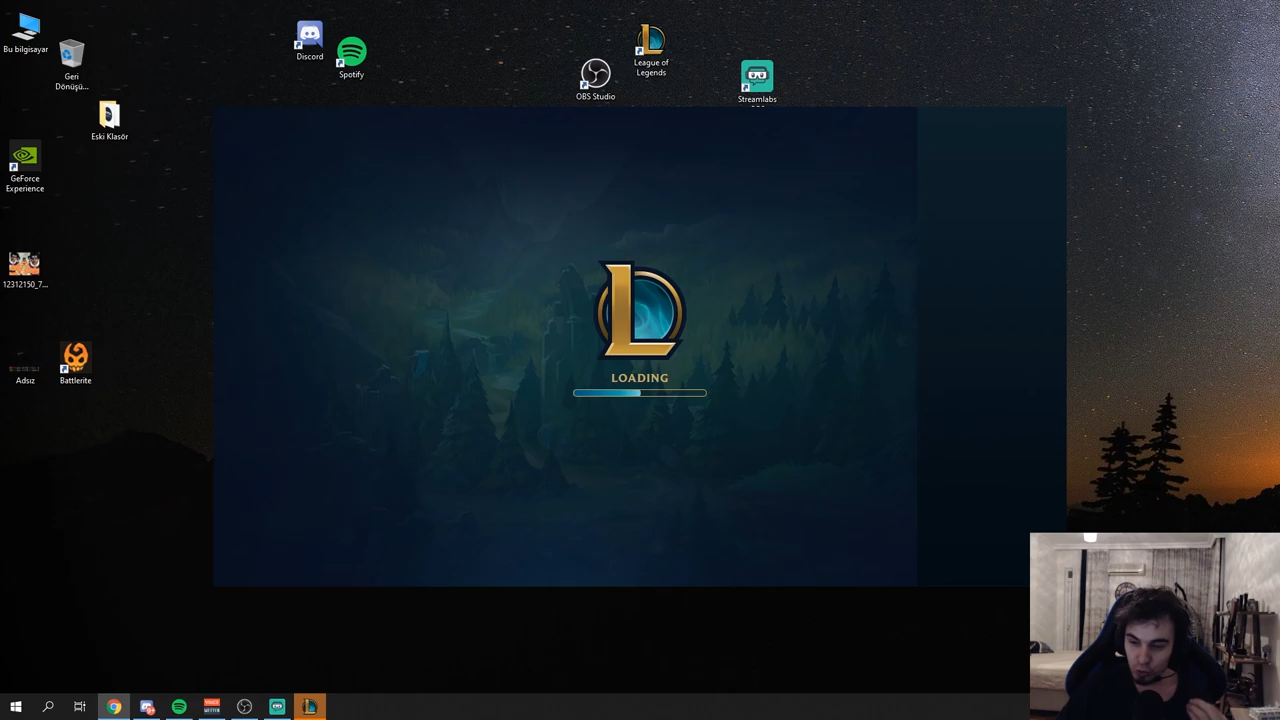 Bu bilgisayar
Geri
Dönüşü...
Eski Klasör
GeForce
Experience
12312150_7...
Adsız
Battlerite
Discord
Spotify
OBS Studio
League of
Legends
Streamlabs
LOADING